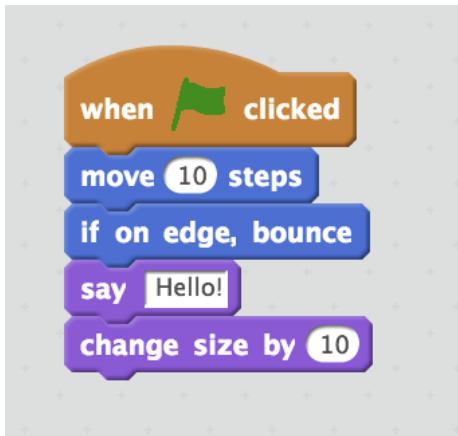 when clicked
move 10 steps
if on edge, bounce
say Hello!
change size by 10